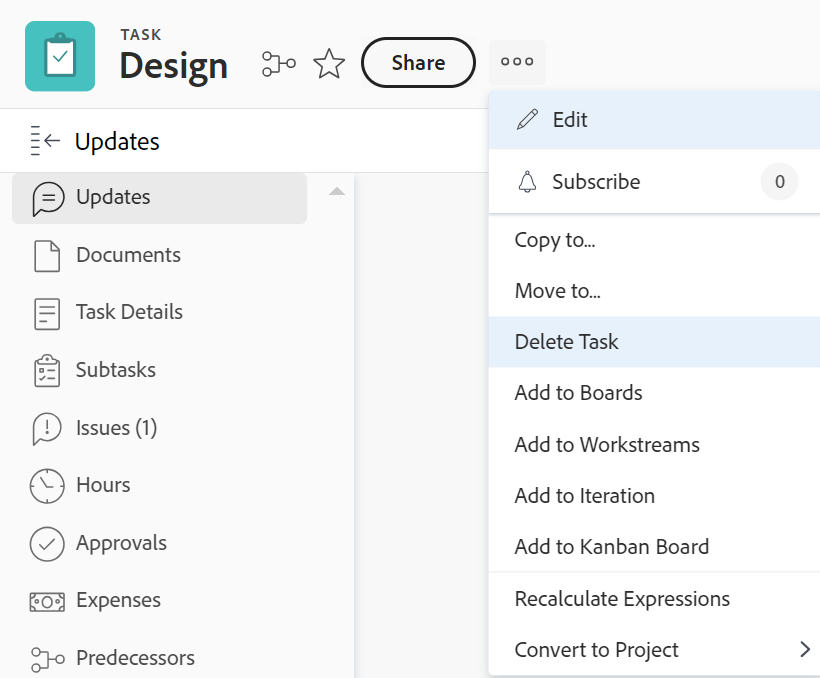 TASK
Design
Share
Updates
Updates
Documents
Task Details
Subtasks
Issues (1)
Hours
Approvals
Expenses
Predecessors
Edit
Subscribe 0
Copy to...
Move to...
Delete Task
Add to Boards
Add to Workstreams
Add to Iteration
Add to Kanban Board
Recalculate Expressions
Convert to Project